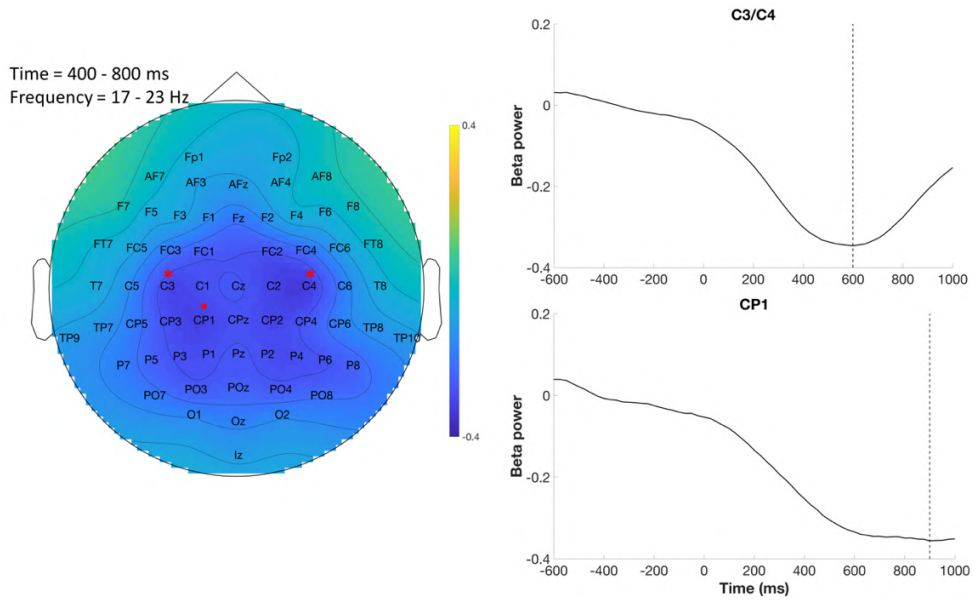 Time = 400 - 800 ms
Frequency = 17 - 23 Hz
Fp1 Fp2
AF7 AF3 AFz AF4 AF8
F7 F5 F3 F1 Fz F2 F4 F6 F8
FT7 FC5 FC3 FC1 FC2 FC4 FC6 FT8
T7 C5 C3 C1 Cz C2 C4 C6 T8
TP9 TP7 CP5 CP3 CP1 CPz CP2 CP4 CP6 TP8 TP10
P7 P5 P3 P1 Pz P2 P4 P6 P8
PO7 PO3 POz PO4 PO8
O1 Oz O2
Iz
0.4
-0.4
C3/C4
Beta power
0.2
0
-0.2
-0.4
-600 -400 -200 0 200 400 600 800 1000
CP1
Beta power
0.2
0
-0.2
-0.4
-600 -400 -200 0 200 400 600 800 1000
Time (ms)